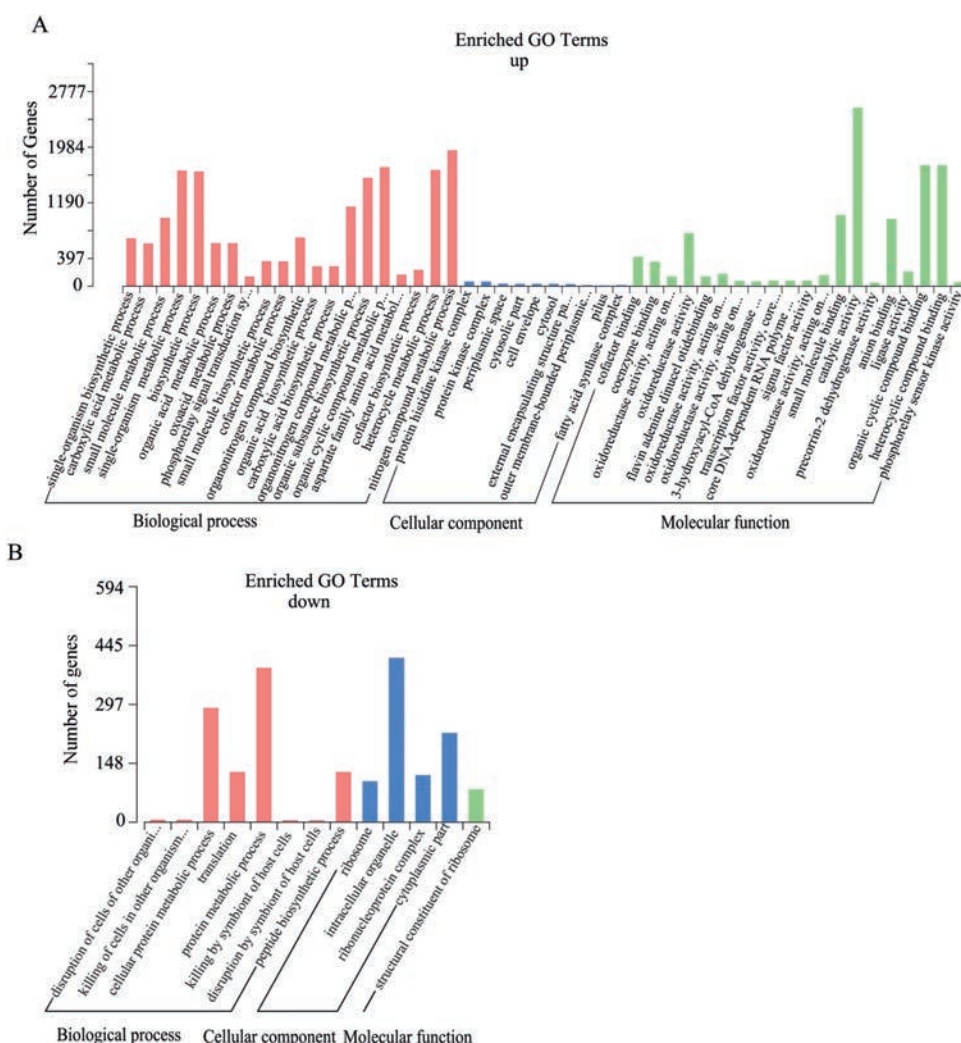 A
Enriched GO Terms
up
Number of Genes
2777
1984
1190
397
0
single-organism biosynthetic process
carboxylic acid metabolic process
small molecule metabolic process
single-organism metabolic process
biosynthetic process
organic acid metabolic process
oxoacid metabolic process
phosphorelay signal transduction sy...
small molecule biosynthetic process
cofactor metabolic process
organonitrogen compound biosynthetic
organic acid biosynthetic process
carboxylic acid biosynthetic process
organonitrogen compound metabolic p...
organic substance biosynthetic process
organic cyclic compound metabolic p...
aspartate family amino acid metaboli...
cofactor biosynthetic process
heterocycle metabolic process
nitrogen compound metabolic process
protein histidine kinase complex
protein kinase complex
periplasmic space
cytosolic part
cell envelope
cytosol
external encapsulating structure pa...
outer membrane-bounded periplasmic ...
pilus
fatty acid synthase complex
cofactor binding
coenzyme binding
oxidoreductase activity, acting on...
oxidoreductase activity
flavin adenine dinucl eotidebinding
oxidoreductase activity, acting on...
oxidoreductase activity, acting on...
3-hydroxyacyl-CoA dehydrogenase ...
transcription factor activity, core...
core DNA-dependent RNA polyme ...
sigma factor activity
oxidoreductase activity, acting on...
small molecule binding
catalytic activity
precorrin-2 dehydrogenase activity
anion binding
ligase activity
organic cyclic compound binding
heterocyclic compound binding
phosphorelay sensor kinase activity
Biological process
Cellular component
Molecular function
B
Enriched GO Terms
down
Number of genes
594
445
297
148
0
disruption of cells of other organi...
killing of cells in other organism...
cellular protein metabolic process
translation
protein metabolic process
killing by symbiont of host cells
disruption by symbiont of host cells
peptide biosynthetic process
ribosome
intracellular organelle
ribonucleoprotein complex
cytoplasmic part
structural constituent of ribosome
Biological process
Cellular component
Molecular function